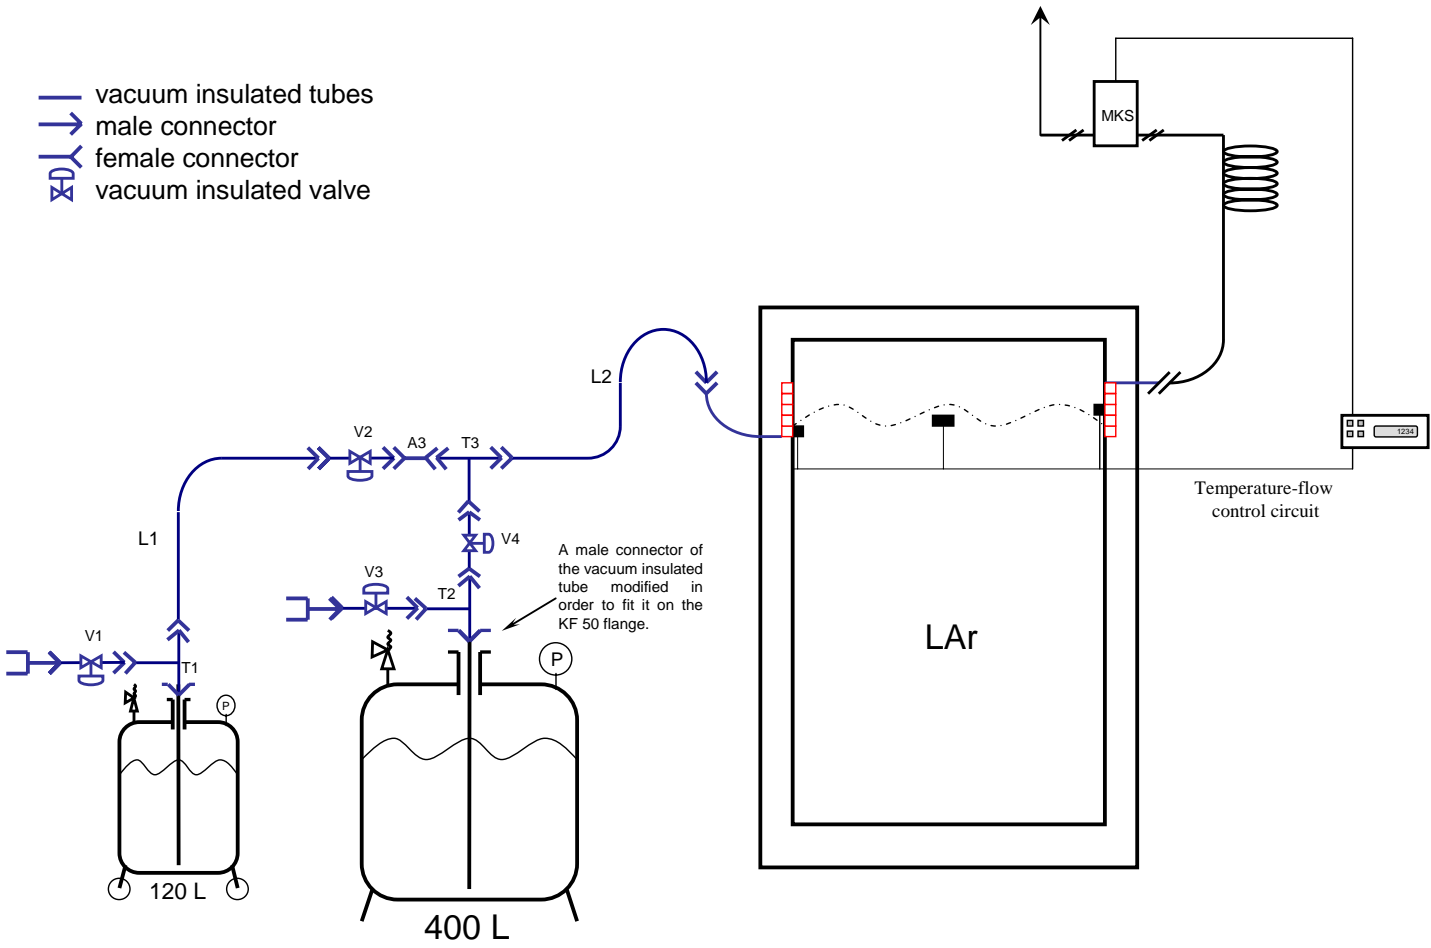 vacuum insulated tubes
male connector
female connector
vacuum insulated valve
MKS
1234
Temperature-flow
control circuit
L2
V2
A3
T3
L1
V4
A male connector of
the vacuum insulated
tube modified in
order to fit it on the
KF 50 flange.
V3
T2
V1
T1
P
P
LAr
120 L
400 L